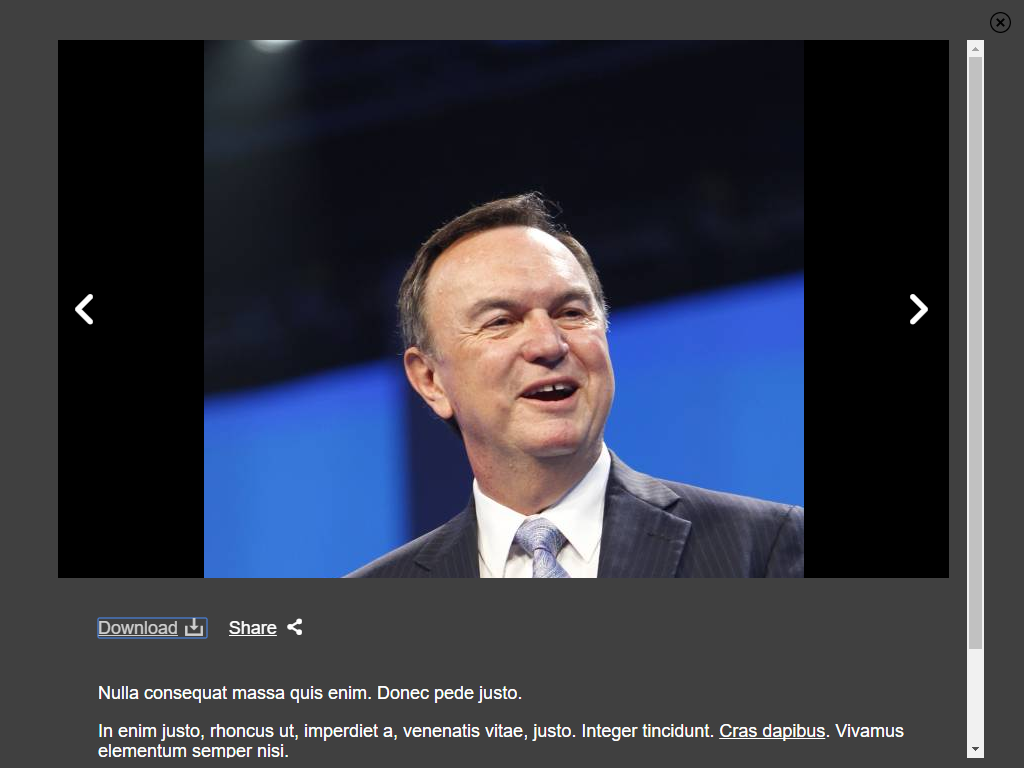 Download
Share
Nulla consequat massa quis enim. Donec pede justo.
In enim justo, rhoncus ut, imperdiet a, venenatis vitae, justo. Integer tincidunt. Cras dapibus. Vivamus
elementum semper nisi.